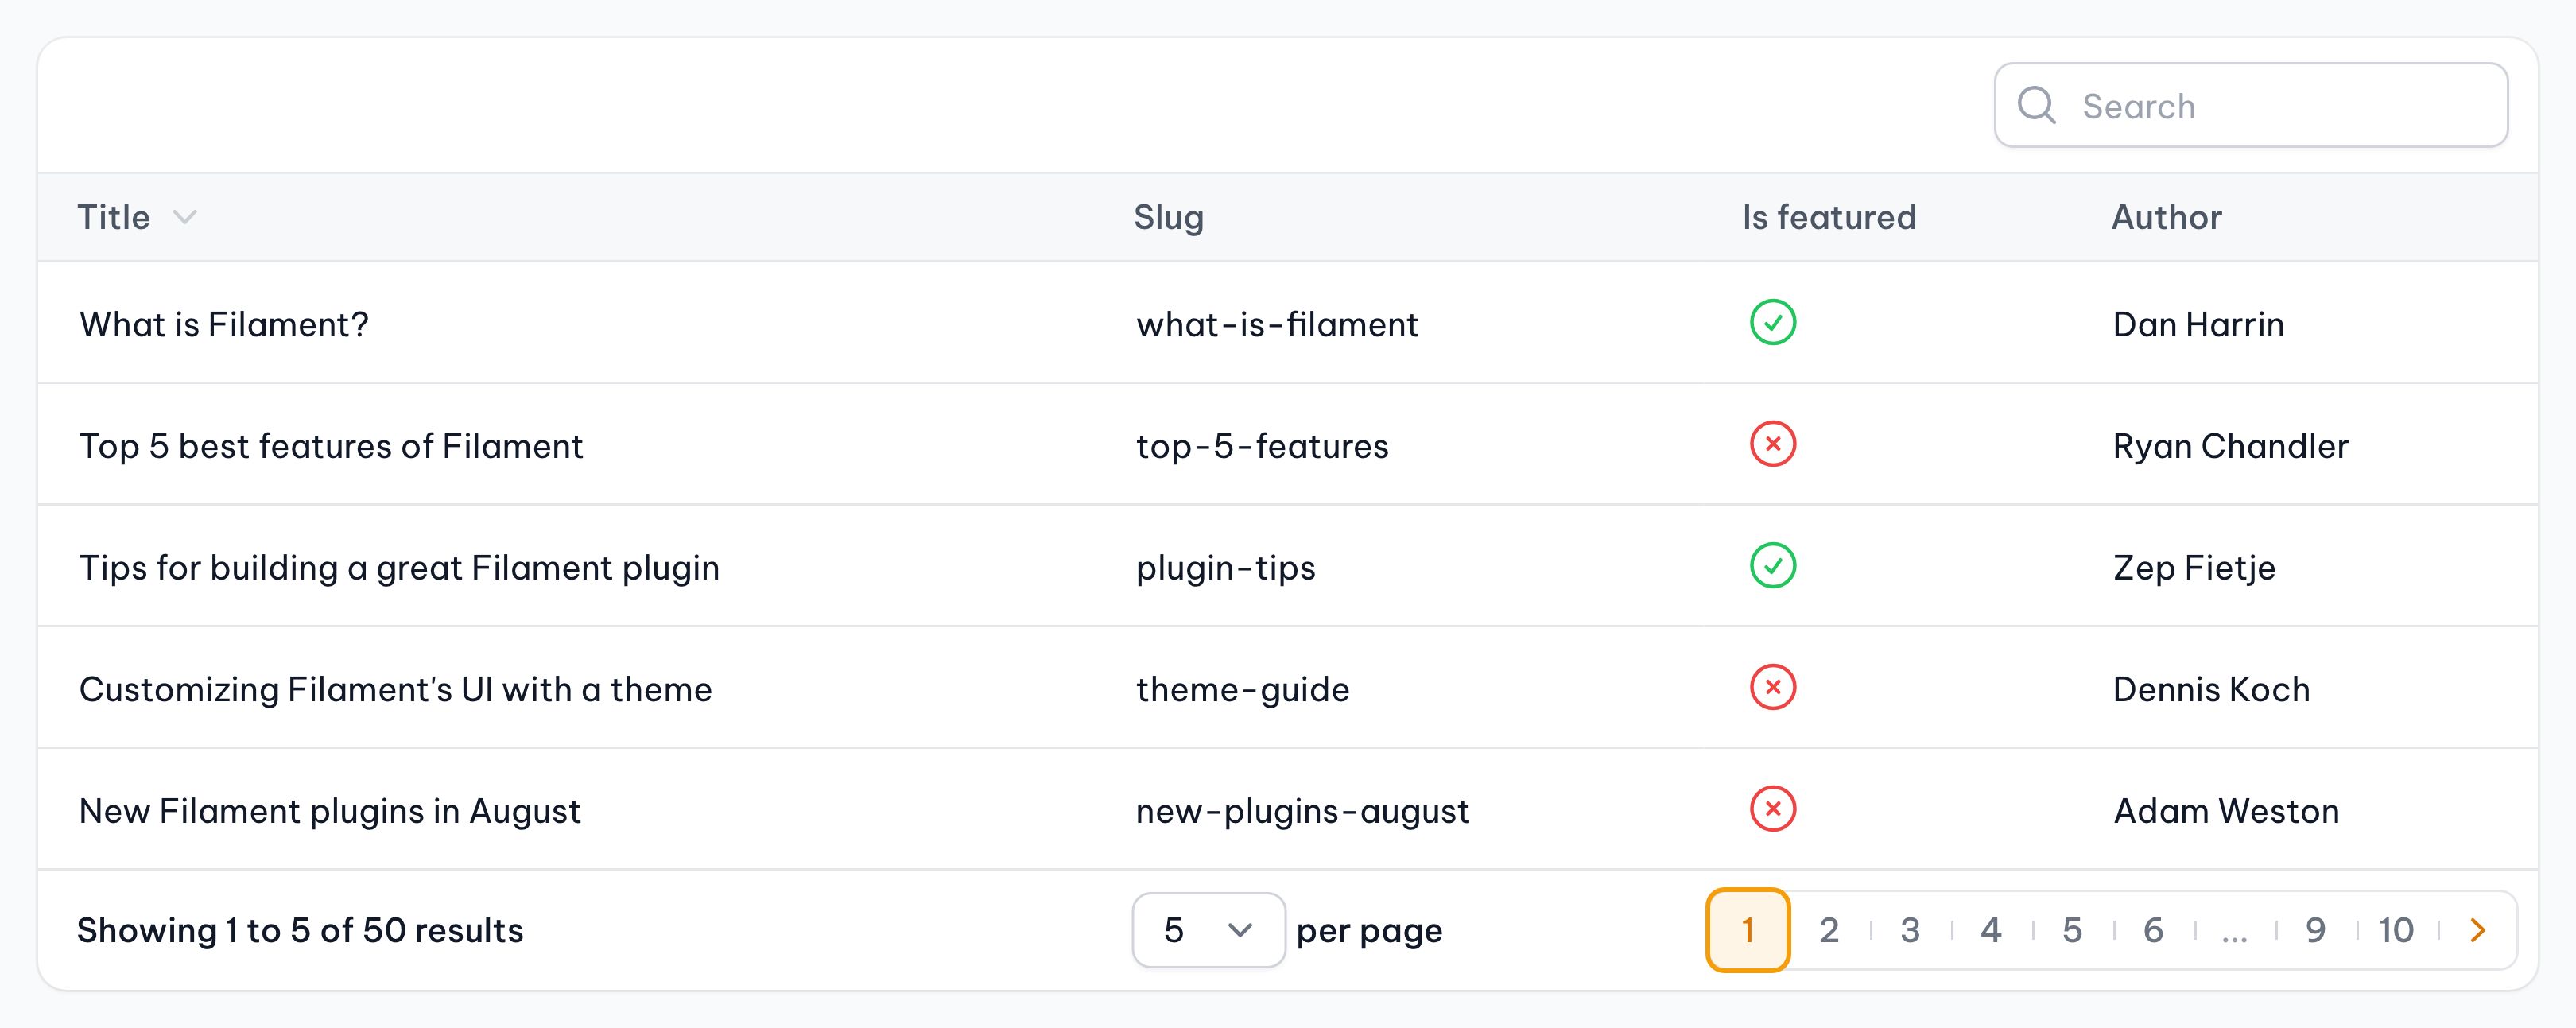 Search
Title Slug Is featured Author
What is Filament? what-is-filament Dan Harrin
Top 5 best features of Filament top-5-features Ryan Chandler
Tips for building a great Filament plugin plugin-tips Zep Fietje
Customizing Filament's UI with a theme theme-guide Dennis Koch
New Filament plugins in August new-plugins-august Adam Weston
Showing 1 to 5 of 50 results 5 per page 1 2 3 4 5 6 ... 9 10